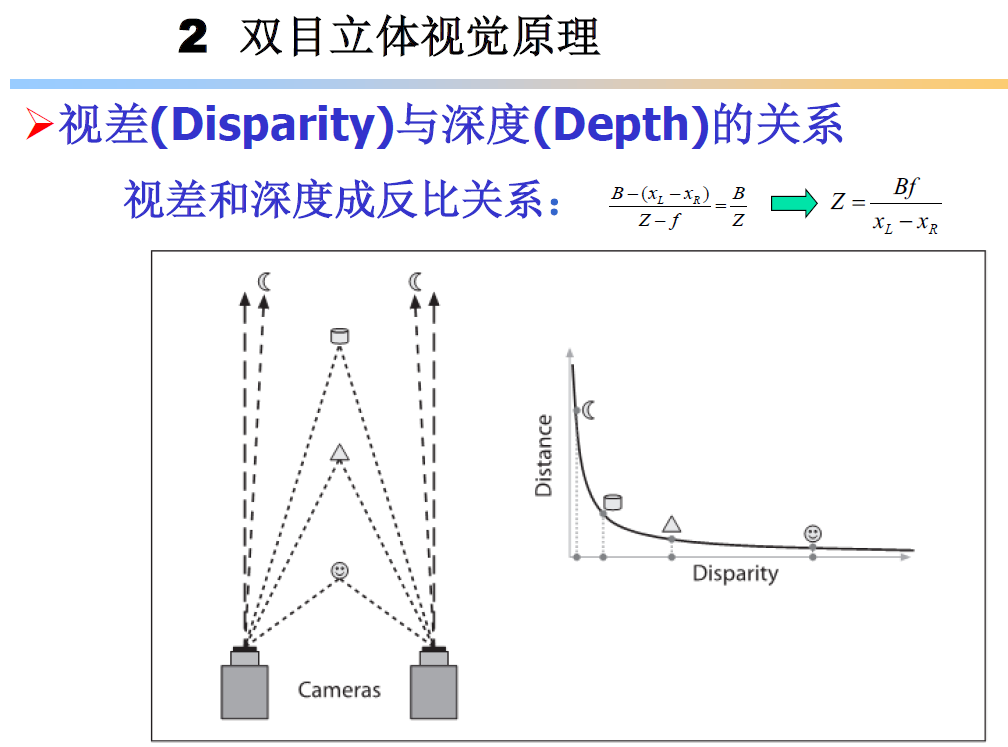 2 双目立体视觉原理
视差(Disparity)与深度(Depth)的关系
视差和深度成反比关系： B−(x_L−x_R)/Z−f = B/Z Z = Bf/x_L−x_R
Distance
Disparity
Cameras